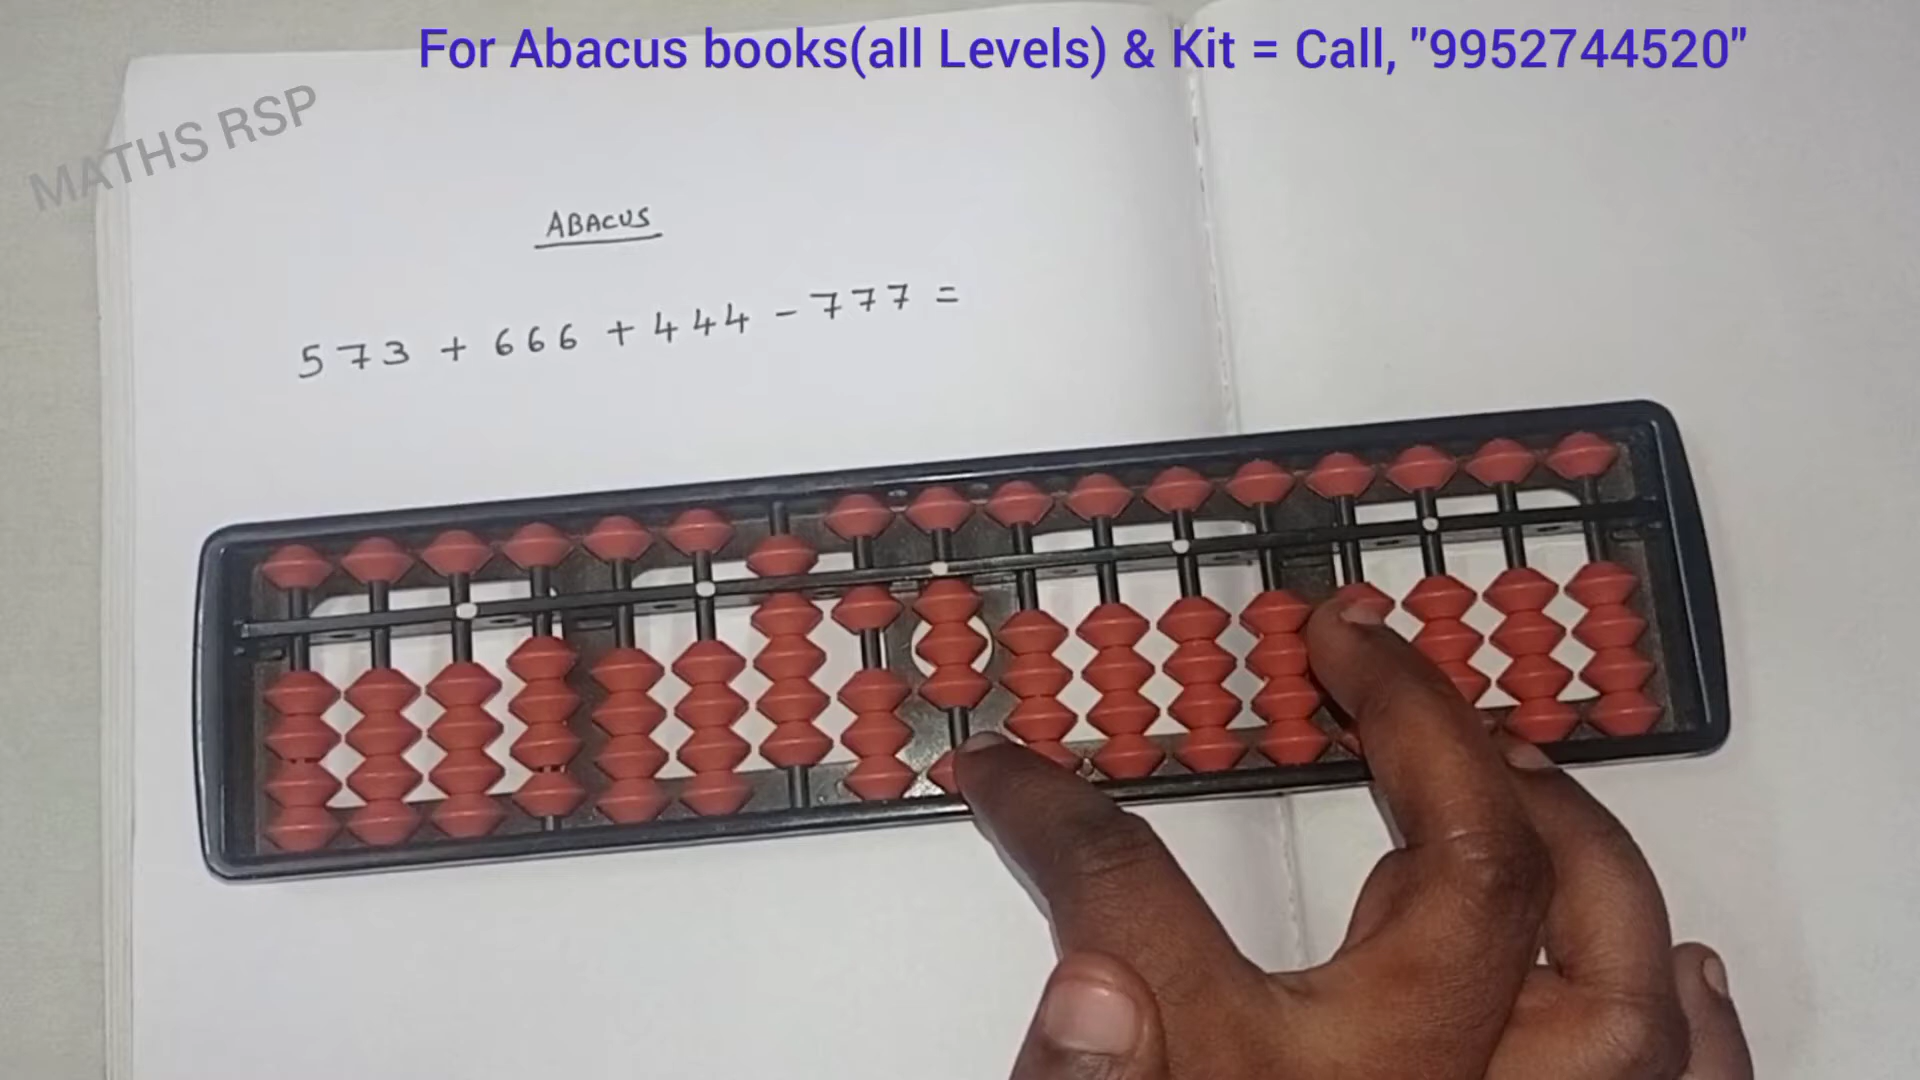 For Abacus books(all Levels) & Kit = Call, "9952744520"
MATHS RSP
ABACUS
573 + 666 + 444 - 777 =